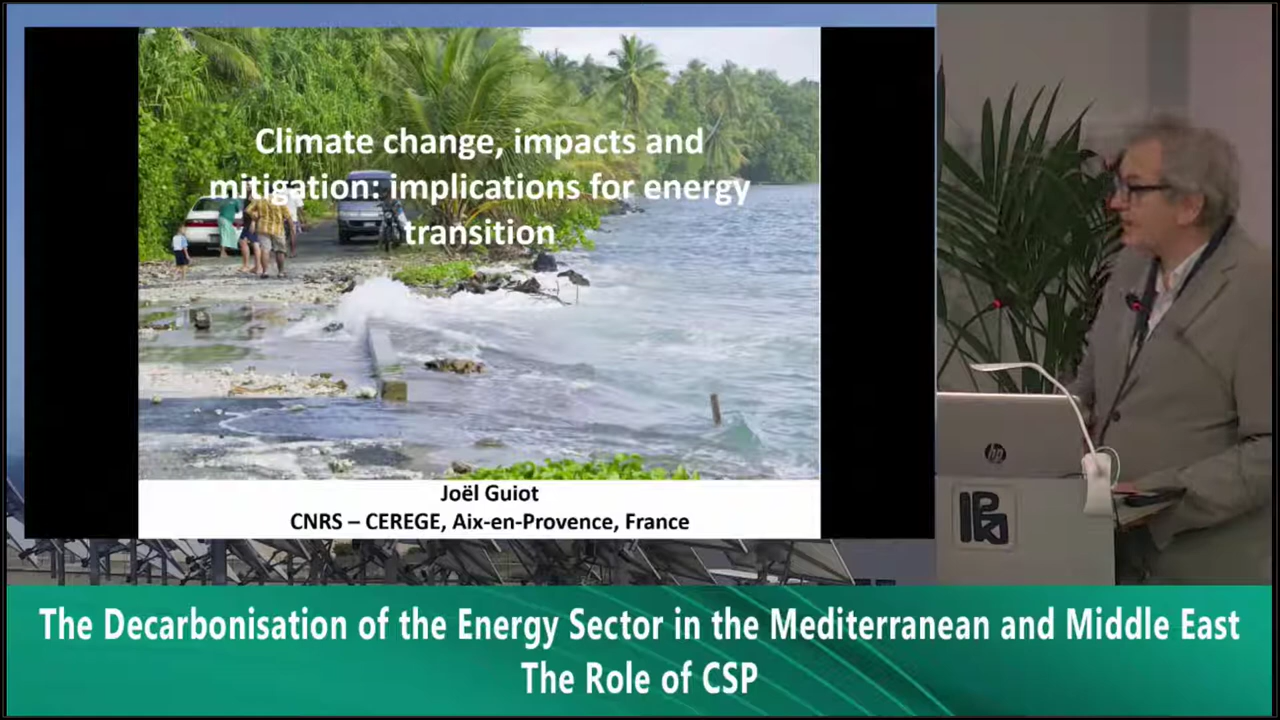 Climate change, impacts and
mitigation: implications for energy
transition
Joël Guiot
CNRS – CEREGE, Aix-en-Provence, France
hp
The Decarbonisation of the Energy Sector in the Mediterranean and Middle East
The Role of CSP